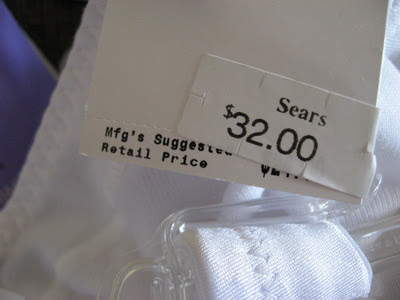 Sears
$32.00
Mfg's Suggested
Retail Price